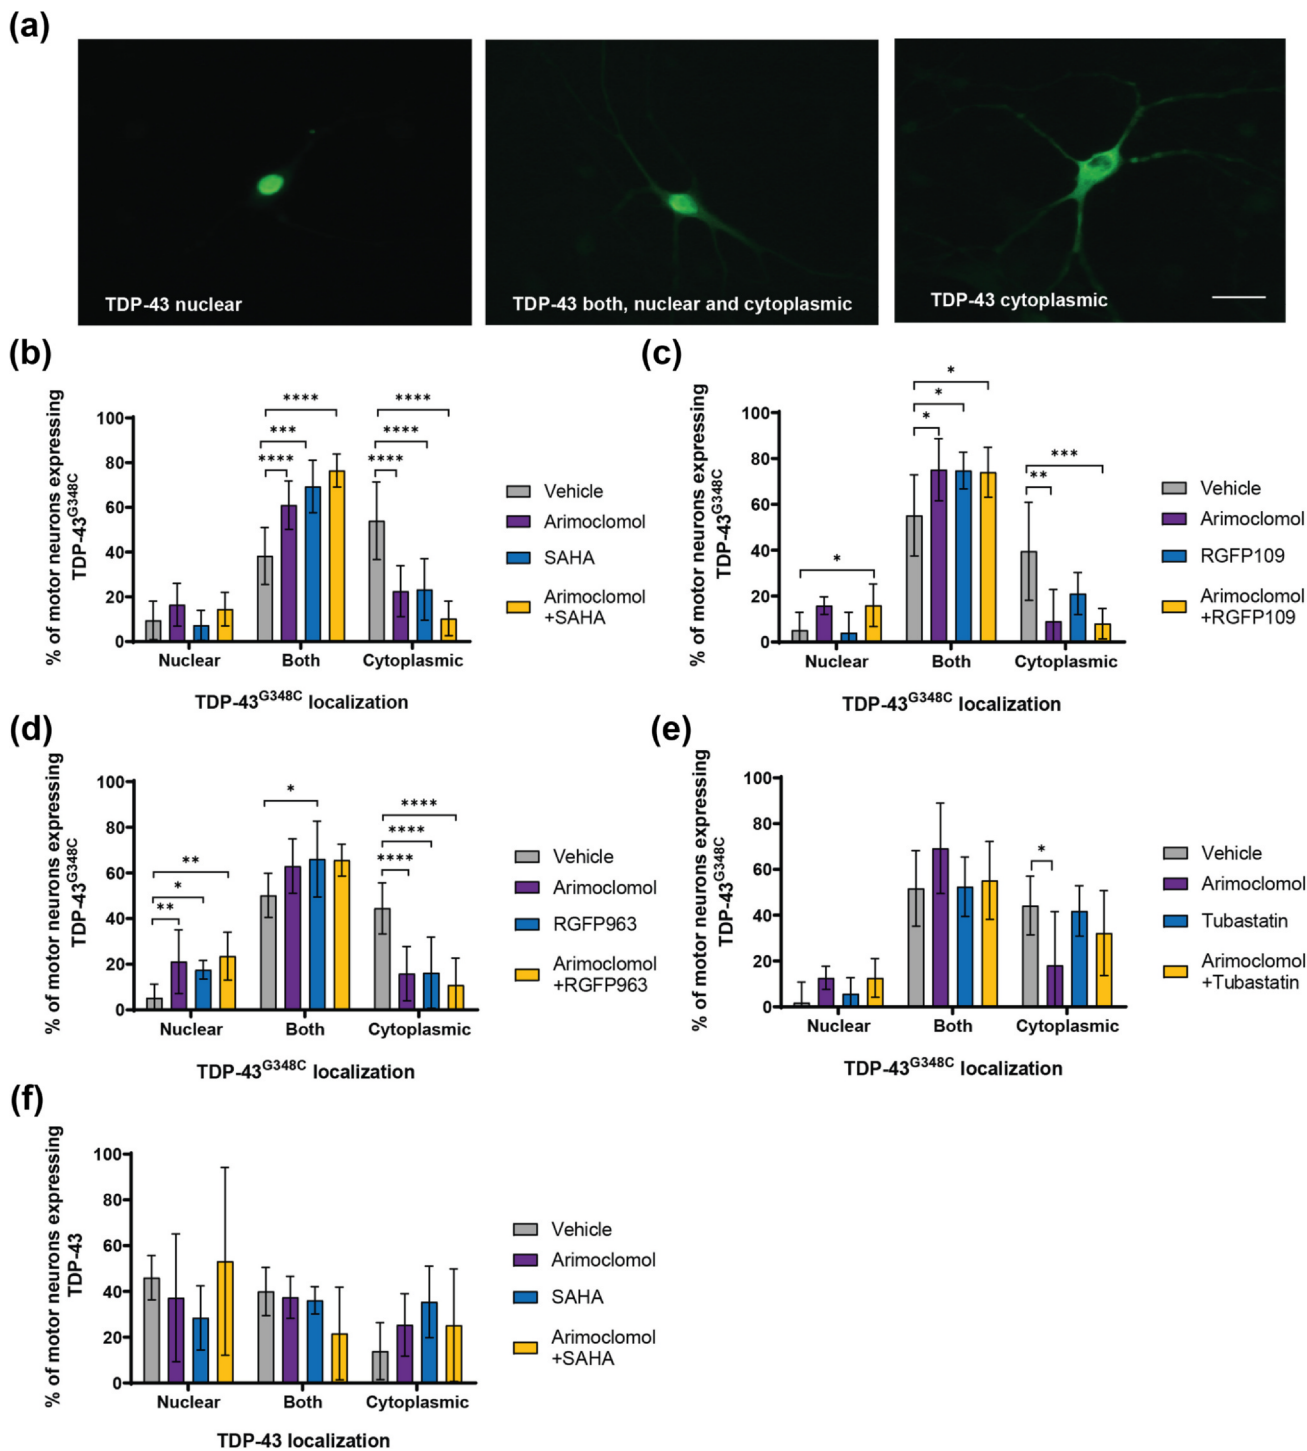 (a)
TDP-43 nuclear
TDP-43 both, nuclear and cytoplasmic
TDP-43 cytoplasmic
(b)
% of motor neurons expressing
TDP-43G348C
100
80
60
40
20
0
****
***
****
****
****
****
Nuclear
Both
Cytoplasmic
TDP-43G348C localization
Vehicle
Arimoclomol
SAHA
Arimoclomol
+SAHA
(c)
% of motor neurons expressing
TDP-43G348C
100
80
60
40
20
0
*
*
*
*
***
**
Nuclear
Both
Cytoplasmic
TDP-43G348C localization
Vehicle
Arimoclomol
RGFP109
Arimoclomol
+RGFP109
(d)
% of motor neurons expressing
TDP-43G348C
100
80
60
40
20
0
**
*
**
*
****
****
****
Nuclear
Both
Cytoplasmic
TDP-43G348C localization
Vehicle
Arimoclomol
RGFP963
Arimoclomol
+RGFP963
(e)
% of motor neurons expressing
TDP-43G348C
100
80
60
40
20
0
*
Nuclear
Both
Cytoplasmic
TDP-43G348C localization
Vehicle
Arimoclomol
Tubastatin
Arimoclomol
+Tubastatin
(f)
% of motor neurons expressing
TDP-43
100
80
60
40
20
0
Nuclear
Both
Cytoplasmic
TDP-43 localization
Vehicle
Arimoclomol
SAHA
Arimoclomol
+SAHA